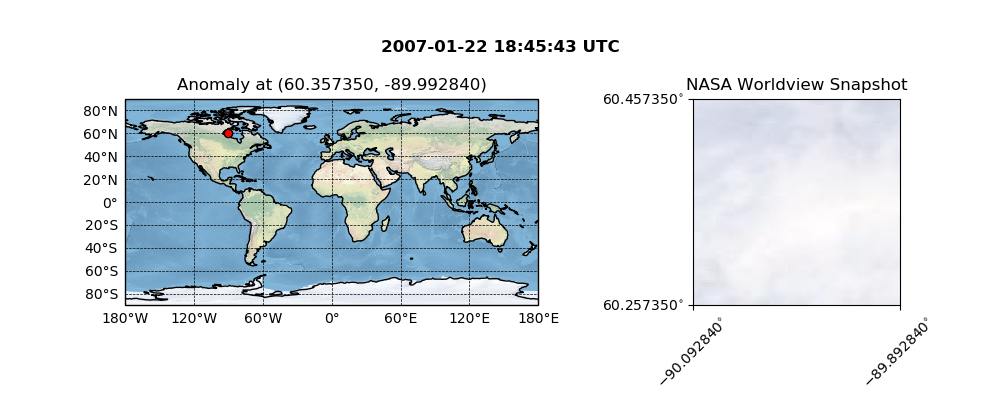 2007-01-22 18:45:43 UTC
Anomaly at (60.357350, -89.992840)
NASA Worldview Snapshot
80°N
60°N
40°N
20°N
0°
20°S
40°S
60°S
80°S
180°W 120°W 60°W 0° 60°E 120°E 180°E
60.457350°
60.257350°
−90.092840°
−89.892840°